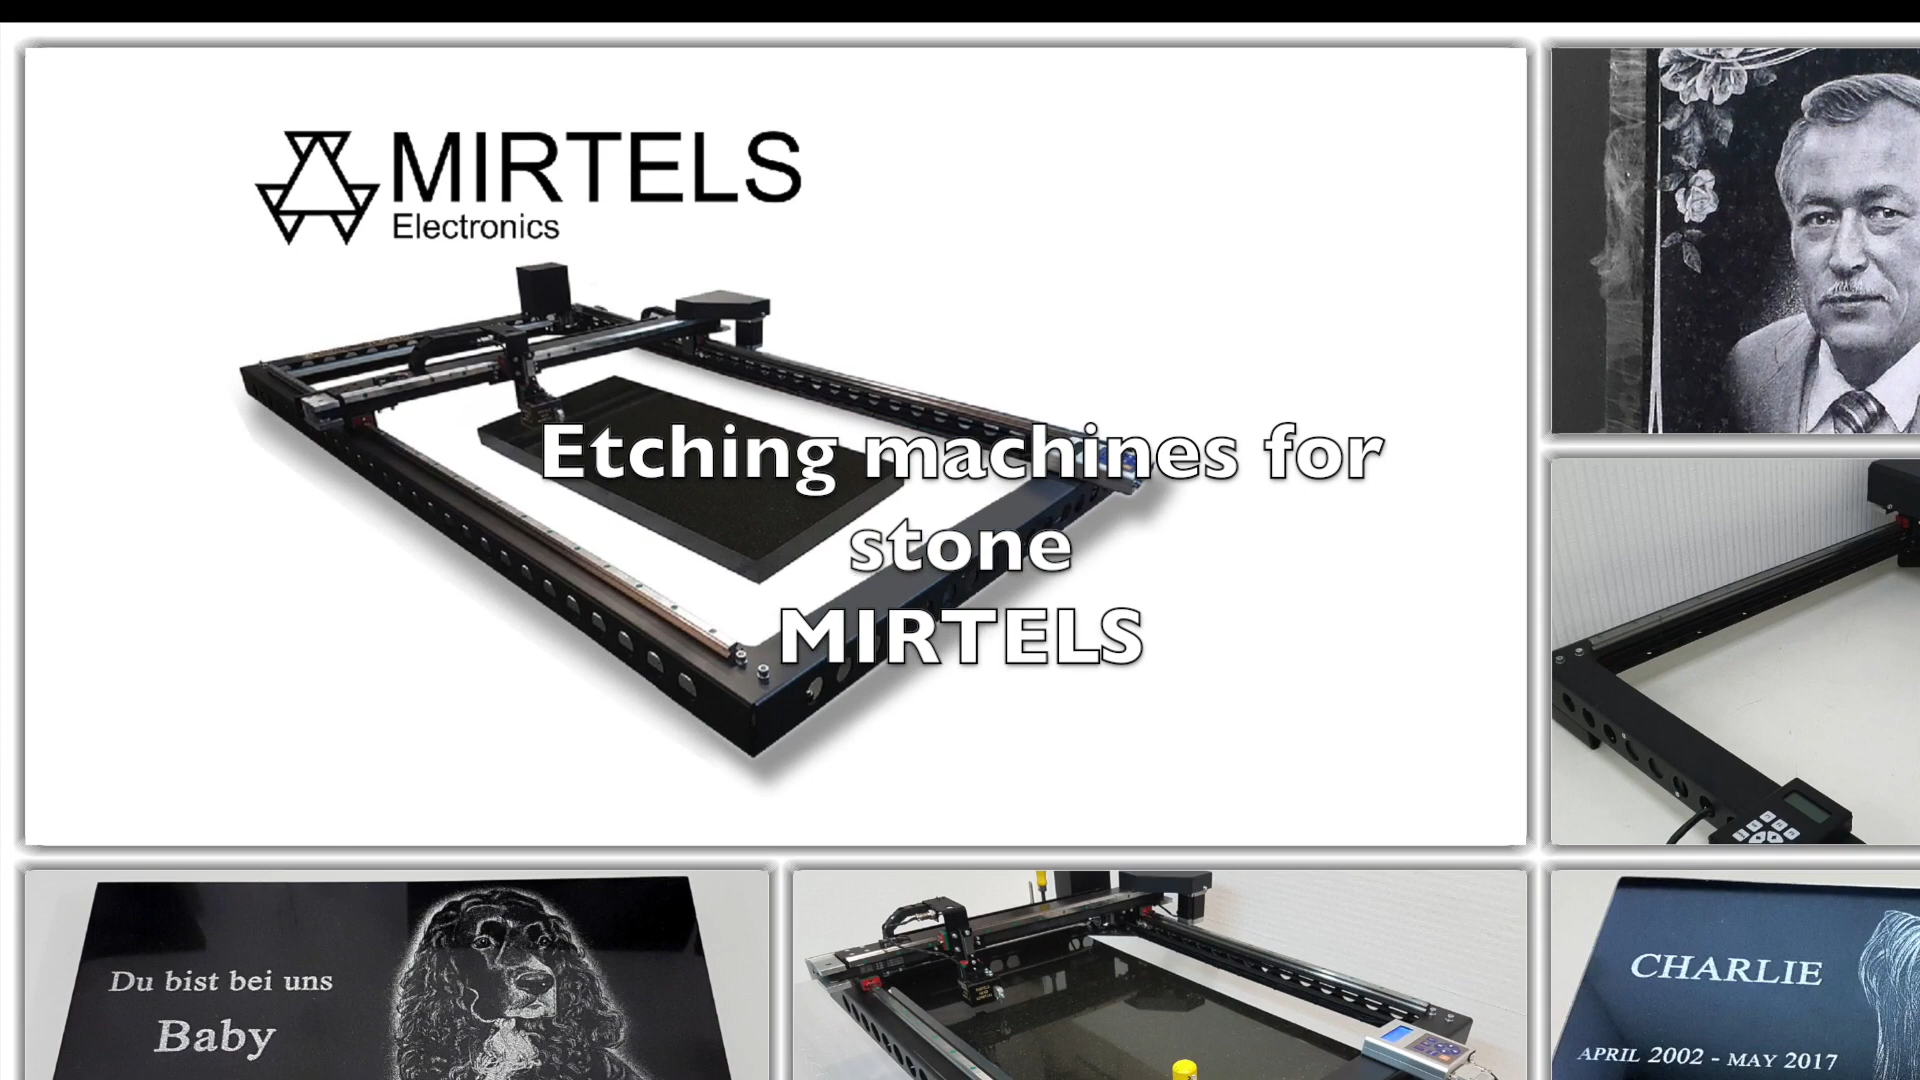 MIRTELS
Electronics
Etching machines for
stone
MIRTELS
Du bist bei uns
Baby
CHARLIE
APRIL 2002 - MAY 2017